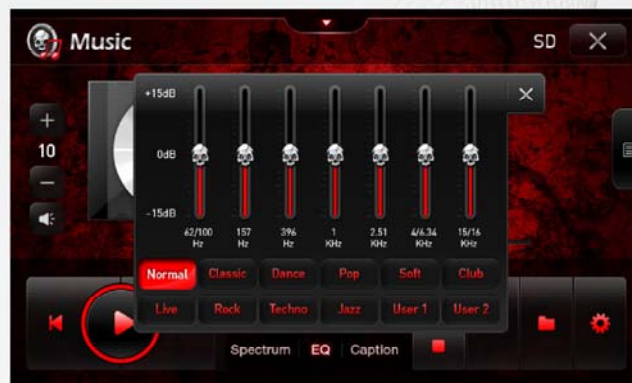 Music
SD
+15dB
0dB
-15dB
10
62/100 Hz
157 Hz
396 Hz
1 KHz
2.51 KHz
4/6.34 KHz
15/16 KHz
Normal Classic Dance Pop Soft Club
Live Rock Techno Jazz User 1 User 2
Spectrum EQ Caption